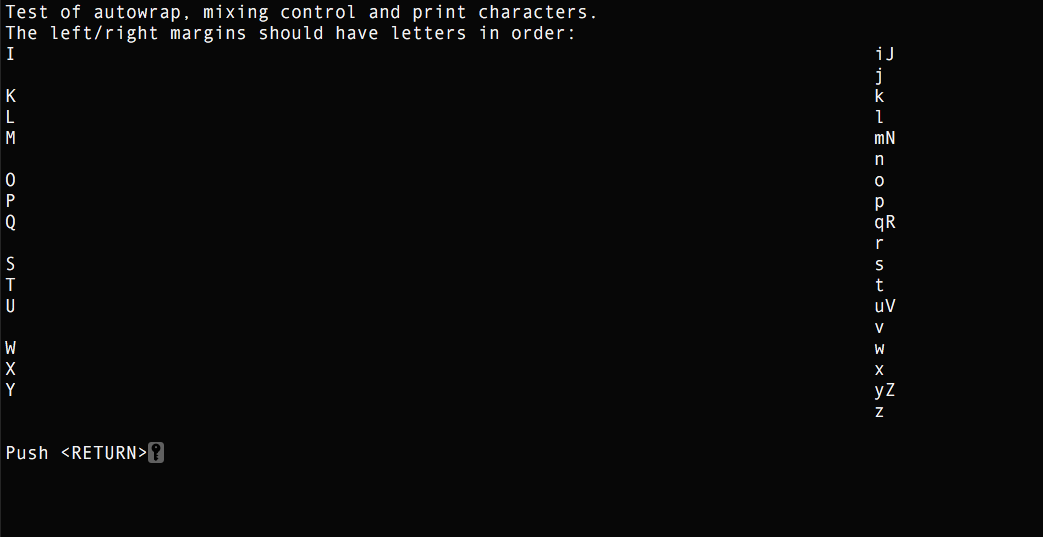 Test of autowrap, mixing control and print characters.
The left/right margins should have letters in order:
I iJ
j
K k
L l
M mN
n
O o
P p
Q qR
r
S s
T t
U uV
v
W w
X x
Y yZ
z
Push <RETURN>